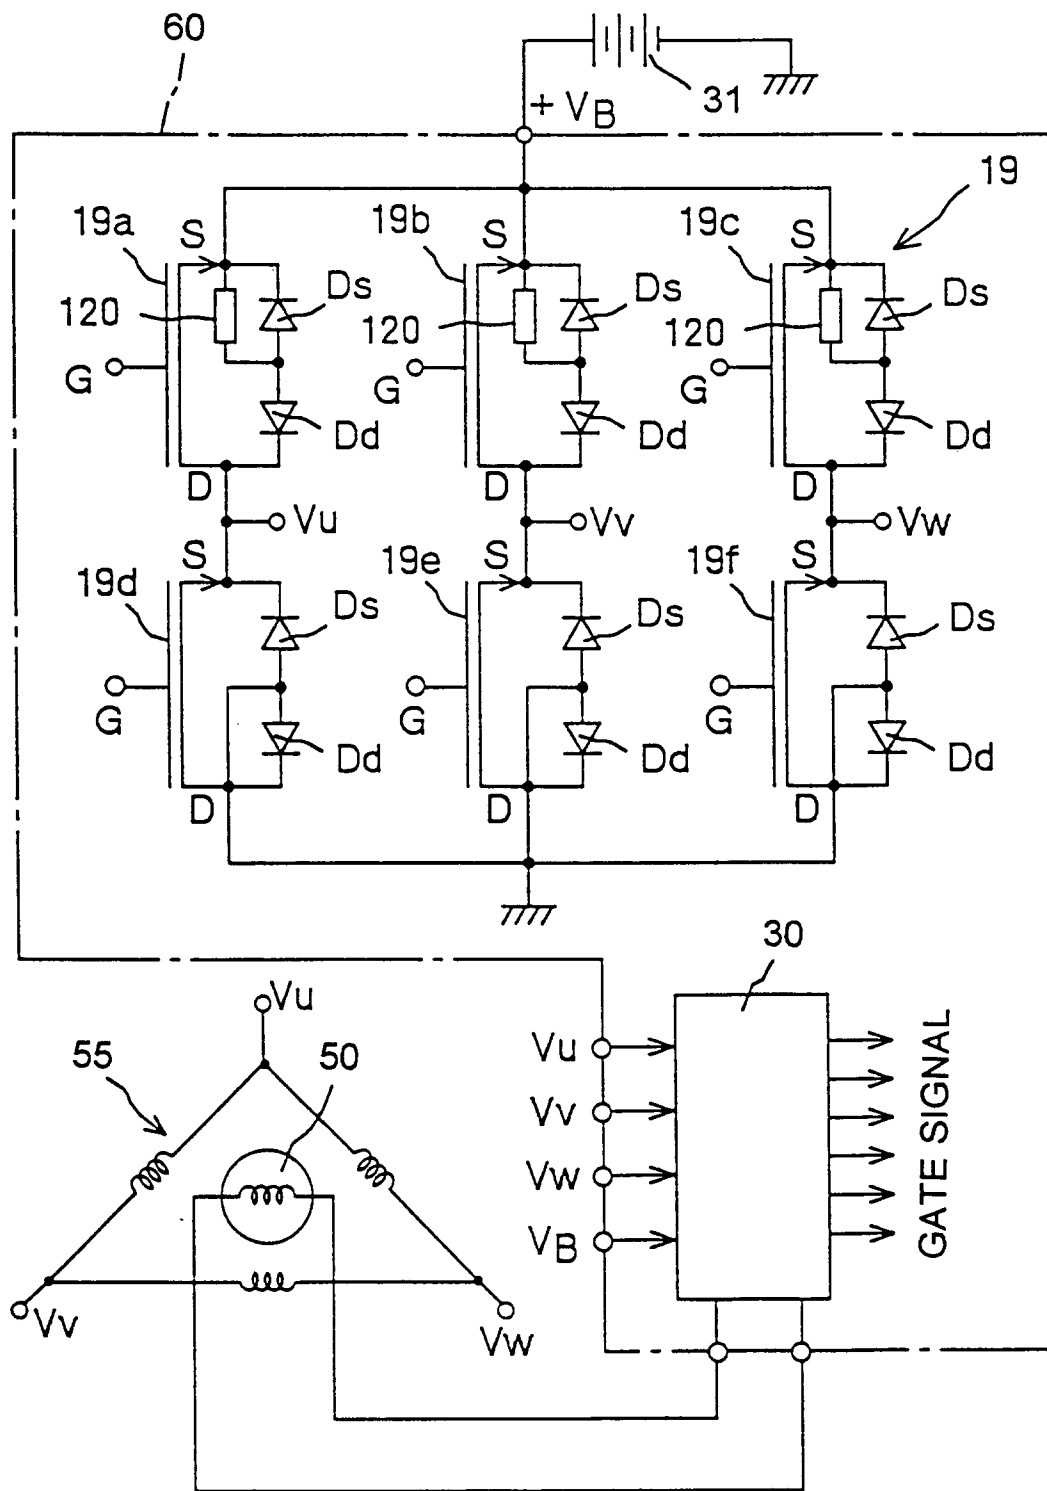 60
31
+ VB
19
19a S
19b S
19c S
Ds
Ds
Ds
120
120
120
G
G
G
Dd
Dd
Dd
D
D
D
Vu
Vv
Vw
19d S
19e S
19f S
Ds
Ds
Ds
G
G
G
Dd
Dd
Dd
D
D
D
30
Vu
55
50
Vu
Vv
Vw
VB
GATE SIGNAL
Vv
Vw